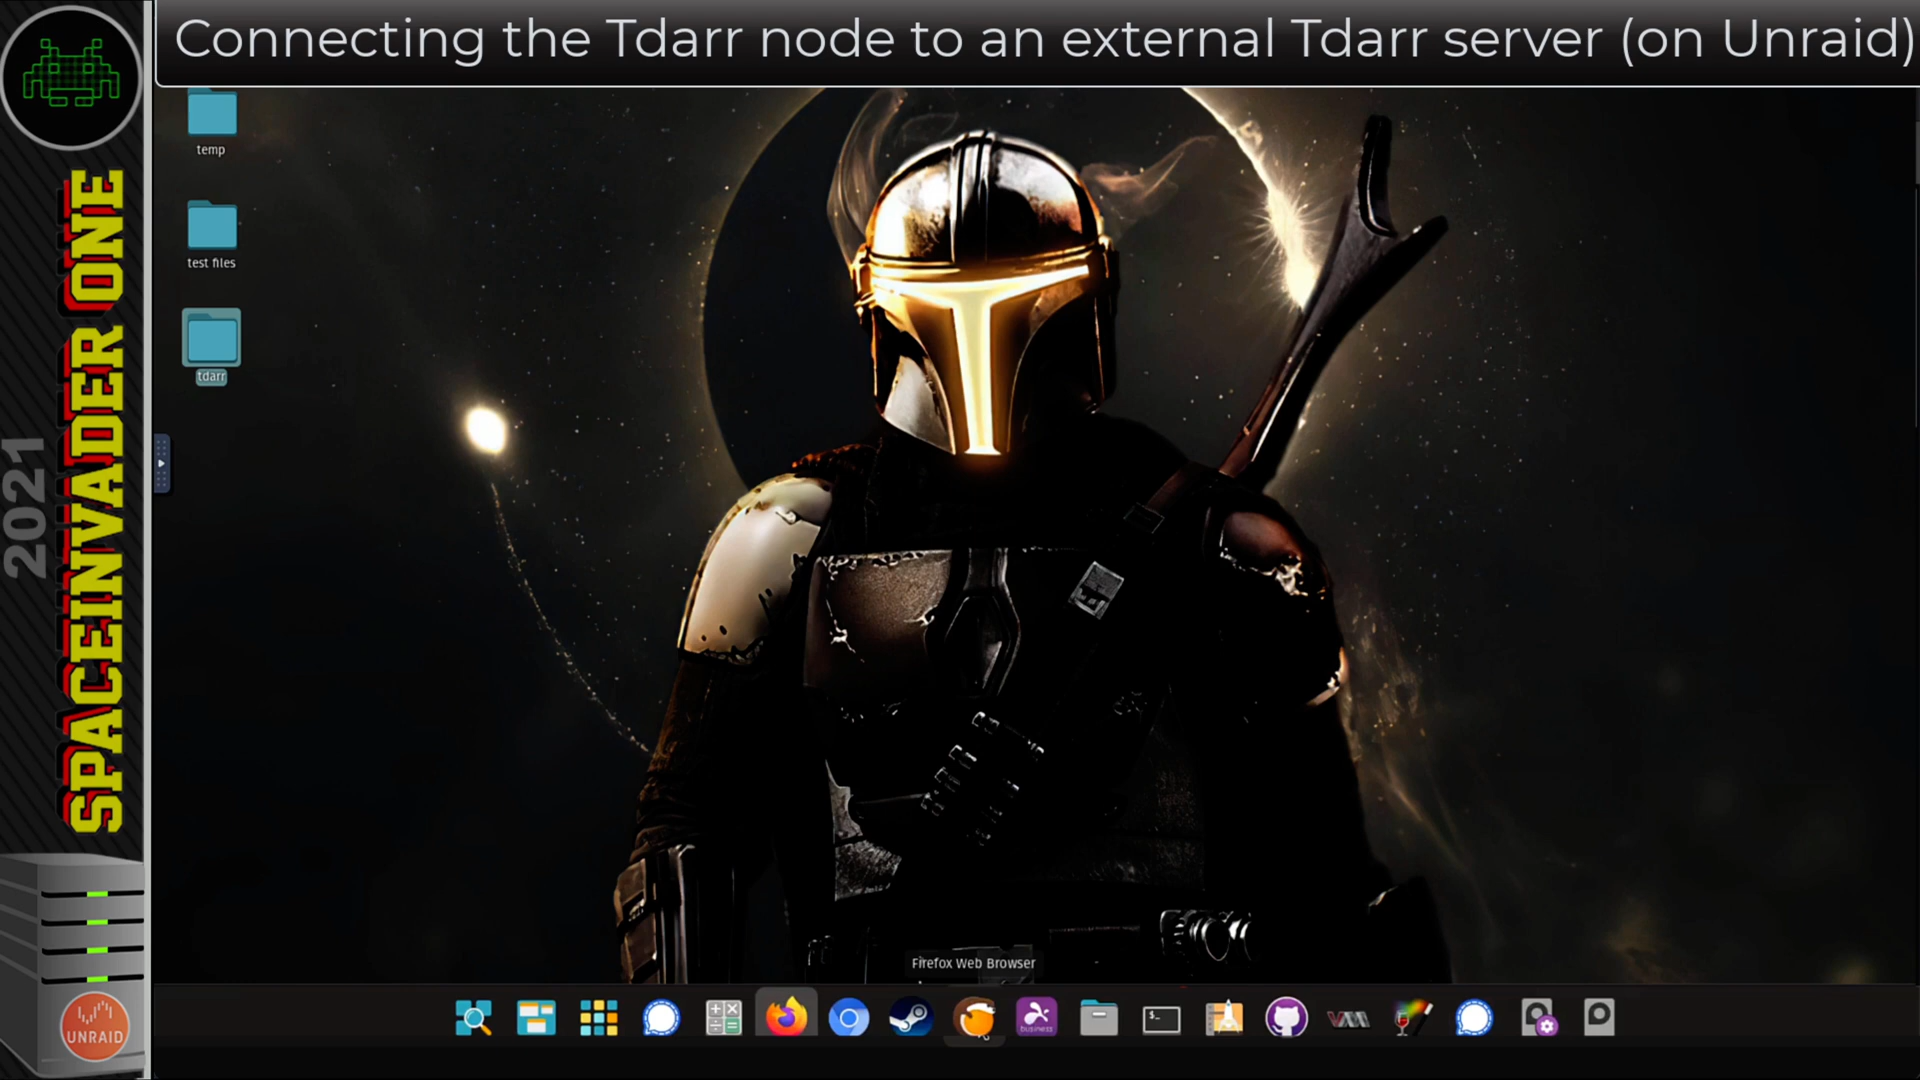 Connecting the Tdarr node to an external Tdarr server (on Unraid)
temp
test files
tdarr
2021
SPACEINVADER ONE
UNRAID
Firefox Web Browser
business
$_